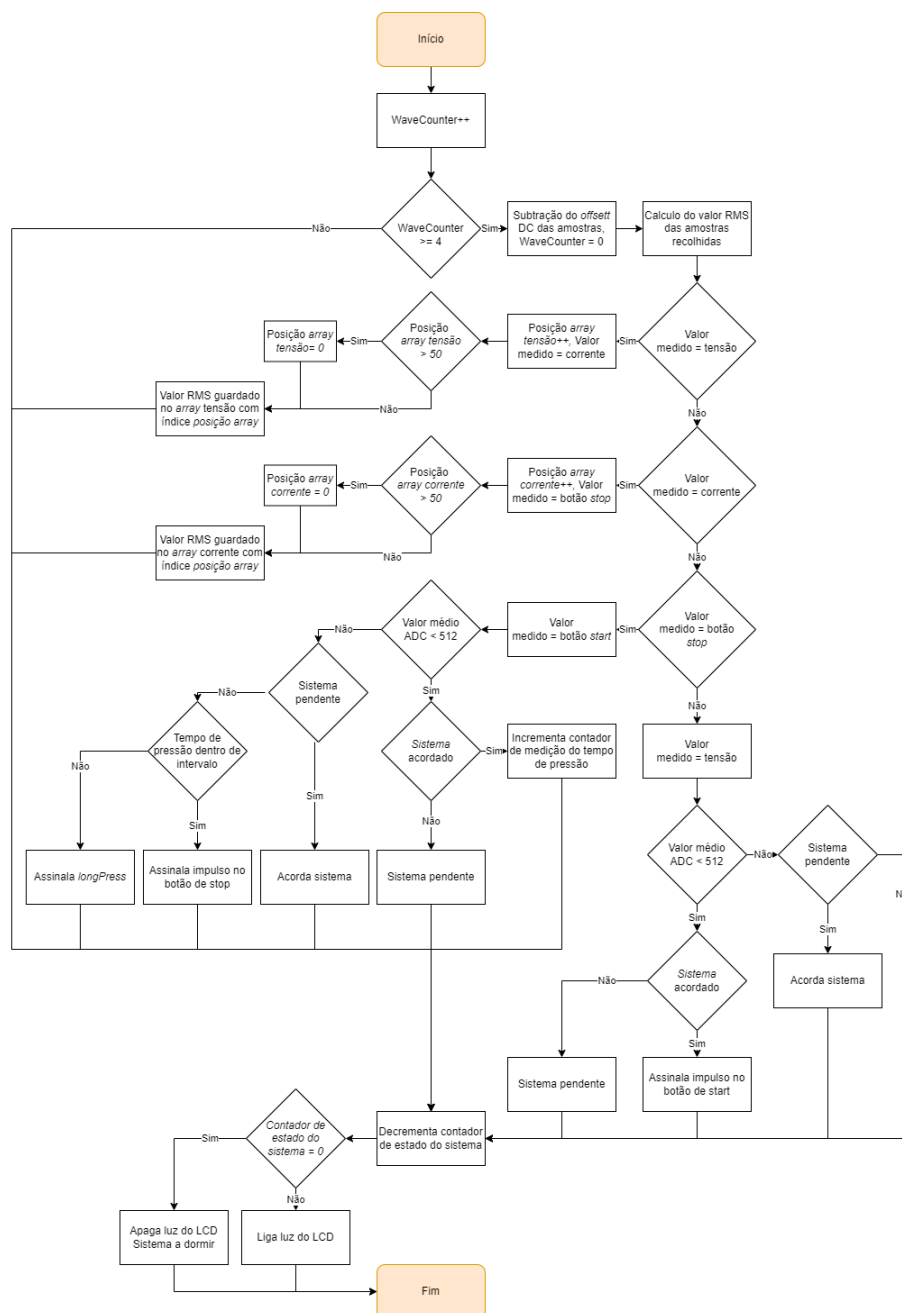 Início
WaveCounter++
WaveCounter
>= 4
Não
Sim
Subtração do offsett
DC das amostras,
WaveCounter = 0
Calculo do valor RMS
das amostras
recolhidas
Valor
medido = tensão
Sim
Posição array
tensão++, Valor
medido = corrente
Posição
array tensão
> 50
Sim
Posição array
tensão= 0
Não
Valor RMS guardado
no array tensão com
índice posição array
Não
Valor
medido = corrente
Sim
Posição array
corrente++, Valor
medido = botão stop
Posição
array corrente
> 50
Sim
Posição array
corrente = 0
Não
Valor RMS guardado
no array corrente com
índice posição array
Não
Valor
medido = botão
stop
Sim
Valor
medido = botão start
Valor médio
ADC < 512
Não
Sistema
pendente
Não
Tempo de
pressão dentro de
intervalo
Não
Sim
Sim
Sim
Sistema
acordado
Sim
Incrementa contador
de medição do tempo
de pressão
Não
Assinala longPress
Assinala impulso no
botão de stop
Acorda sistema
Sistema pendente
Não
Valor
medido = tensão
Valor médio
ADC < 512
Não
Sistema
pendente
N
Sim
Acorda sistema
Sim
Sistema
acordado
Não
Sim
Sistema pendente
Assinala impulso no
botão de start
Decrementa contador
de estado do sistema
Contador de
estado do
sistema = 0
Sim
Não
Apaga luz do LCD
Sistema a dormir
Liga luz do LCD
Fim